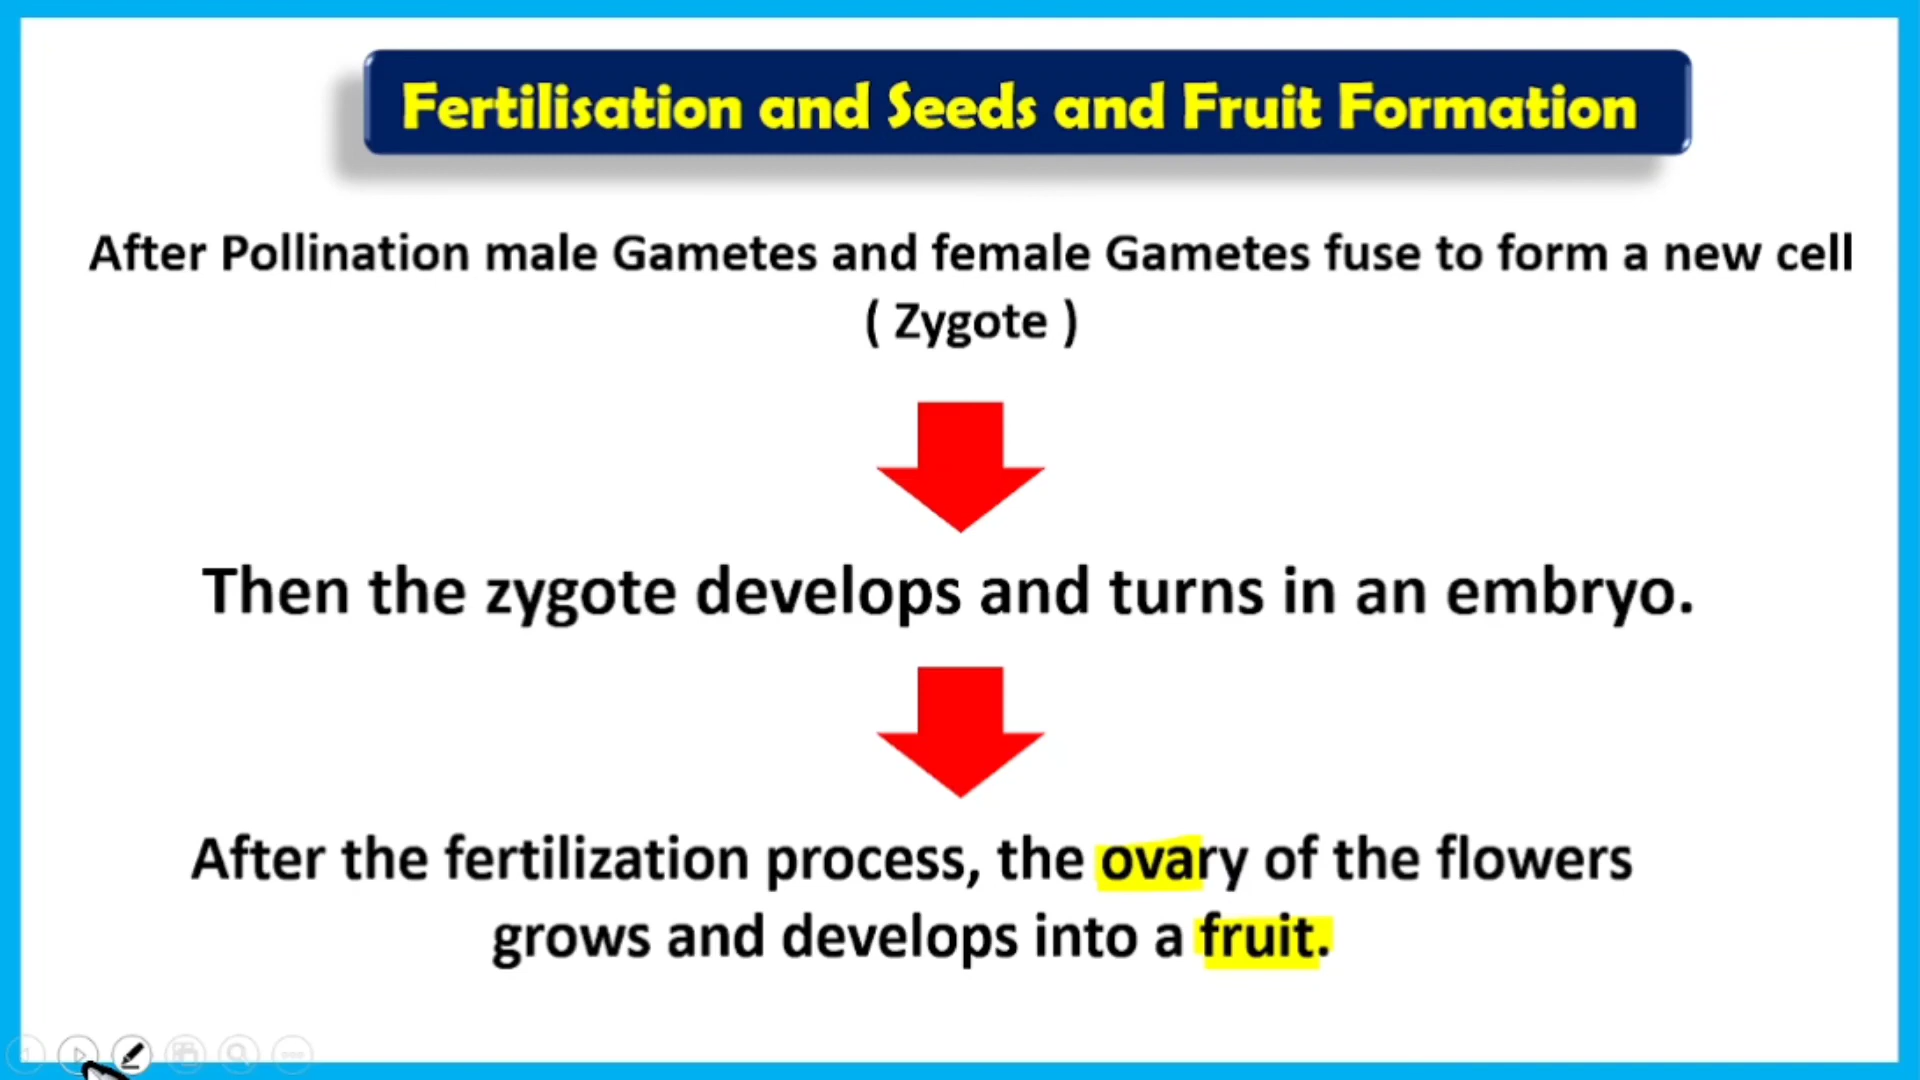 Fertilisation and Seeds and Fruit Formation
After Pollination male Gametes and female Gametes fuse to form a new cell
( Zygote )
Then the zygote develops and turns in an embryo.
After the fertilization process, the ovary of the flowers
grows and develops into a fruit.